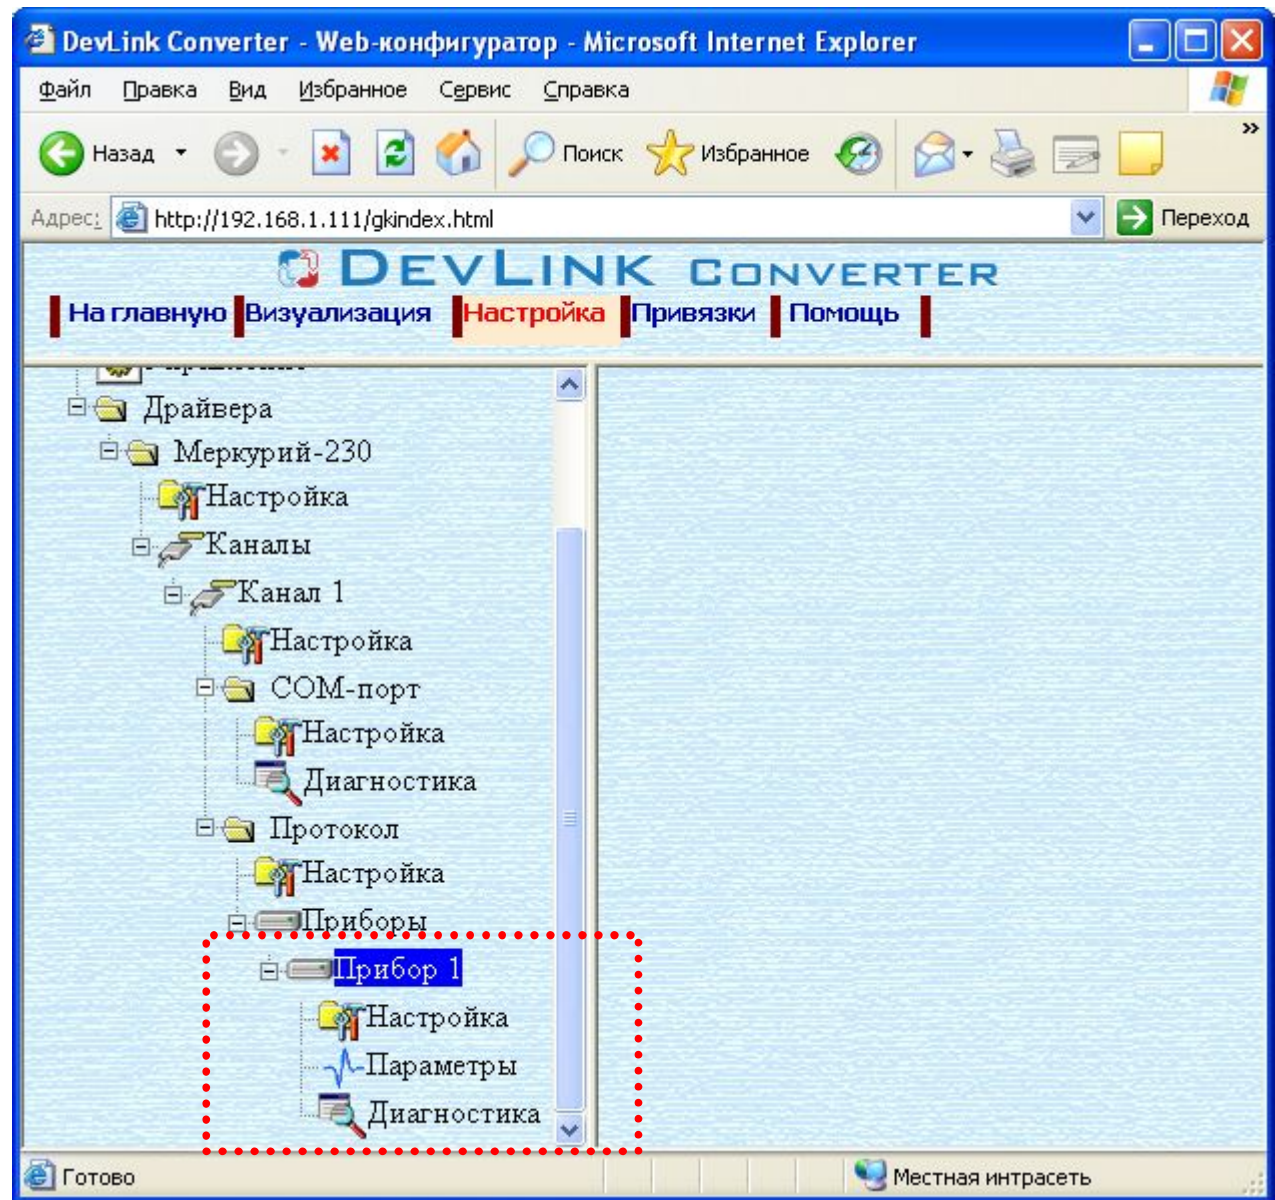 DevLink Converter - Web-конфигуратор - Microsoft Internet Explorer
Файл Правка Вид Избранное Сервис Справка
Назад Поиск Избранное »
Адрес: http://192.168.1.111/gkindex.html Переход
DEVLINK CONVERTER
На главную Визуализация Настройка Привязки Помощь
Драйвера
Меркурий-230
Настройка
Каналы
Канал 1
Настройка
COM-порт
Настройка
Диагностика
Протокол
Настройка
Приборы
Прибор 1
Настройка
Параметры
Диагностика
Готово Местная интрасеть